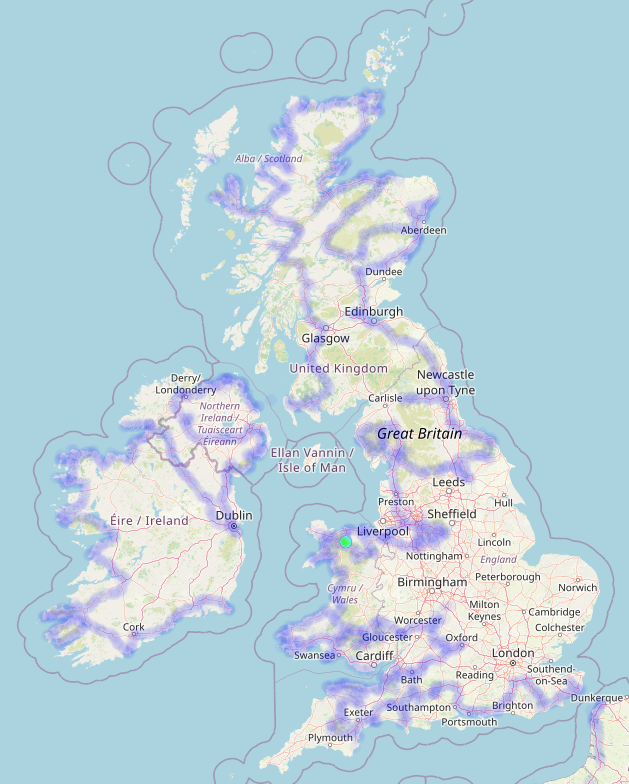 Alba / Scotland
Aberdeen
Dundee
Edinburgh
Glasgow
United Kingdom
Derry/
Londonderry
Newcastle
upon Tyne
Carlisle
Northern
Ireland /
Tuaisceart
Éireann
Great Britain
Ellan Vannin /
Isle of Man
Leeds
Preston
Hull
Dublin
Éire / Ireland
Sheffield
Liverpool
Lincoln
Nottingham
England
Peterborough
Birmingham
Norwich
Cymru /
Wales
Milton
Keynes
Cambridge
Worcester
Colchester
Cork
Gloucester
Oxford
Swansea
Cardiff
London
Reading
Southend-
on-Sea
Bath
Dunkerque
Exeter
Southampton
Brighton
Portsmouth
Plymouth